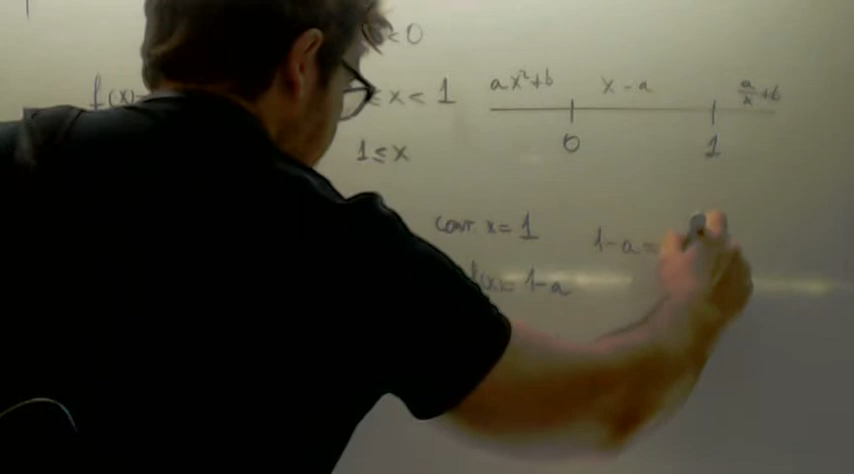 < 0
ax²+b x-a a/x+b
f(x)= ≤ x < 1
0 1
1 ≤ x
CONT. x = 1
1-a =
f(x) = 1-a